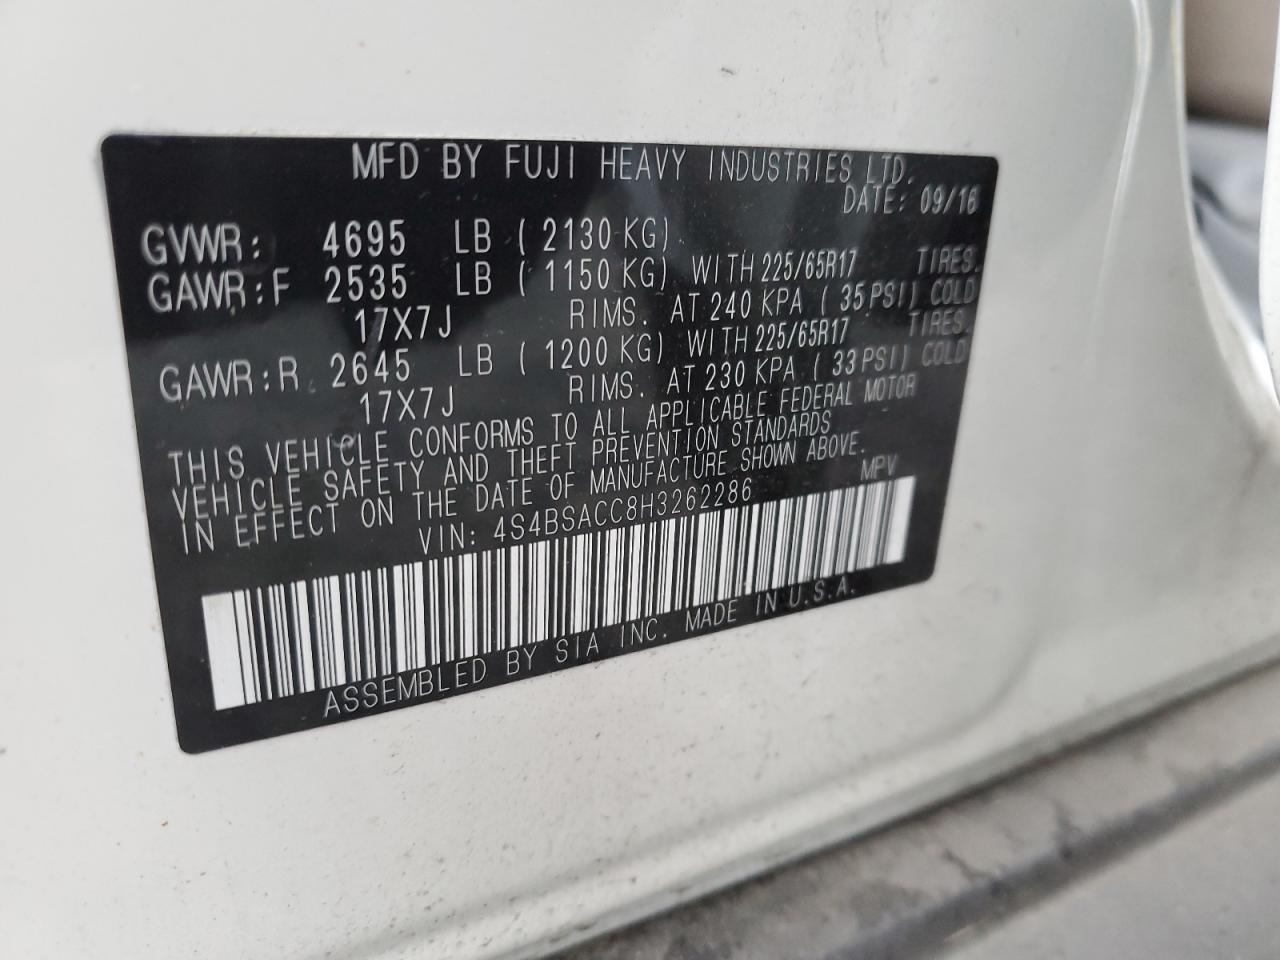 MFD BY FUJI HEAVY INDUSTRIES LTD.
DATE: 09/16
GVWR: 4695 LB ( 2130 KG)
GAWR:F 2535 LB ( 1150 KG) WITH 225/65R17 TIRES.
17X7J RIMS. AT 240 KPA ( 35 PSI) COLD
GAWR:R 2645 LB ( 1200 KG) WITH 225/65R17 TIRES.
17X7J RIMS. AT 230 KPA ( 33 PSI) COLD
THIS VEHICLE CONFORMS TO ALL APPLICABLE FEDERAL MOTOR
VEHICLE SAFETY AND THEFT PREVENTION STANDARDS
IN EFFECT ON THE DATE OF MANUFACTURE SHOWN ABOVE.
VIN: 4S4BSACC8H3262286 MPV
ASSEMBLED BY SIA INC. MADE IN U.S.A.